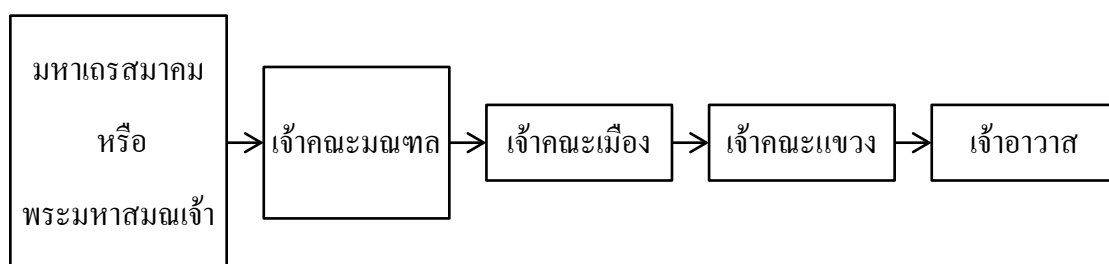 มหาเถรสมาคม
หรือ
พระมหาสมณเจ้า
เจ้าคณะมณฑล
เจ้าคณะเมือง
เจ้าคณะแขวง
เจ้าอาวาส